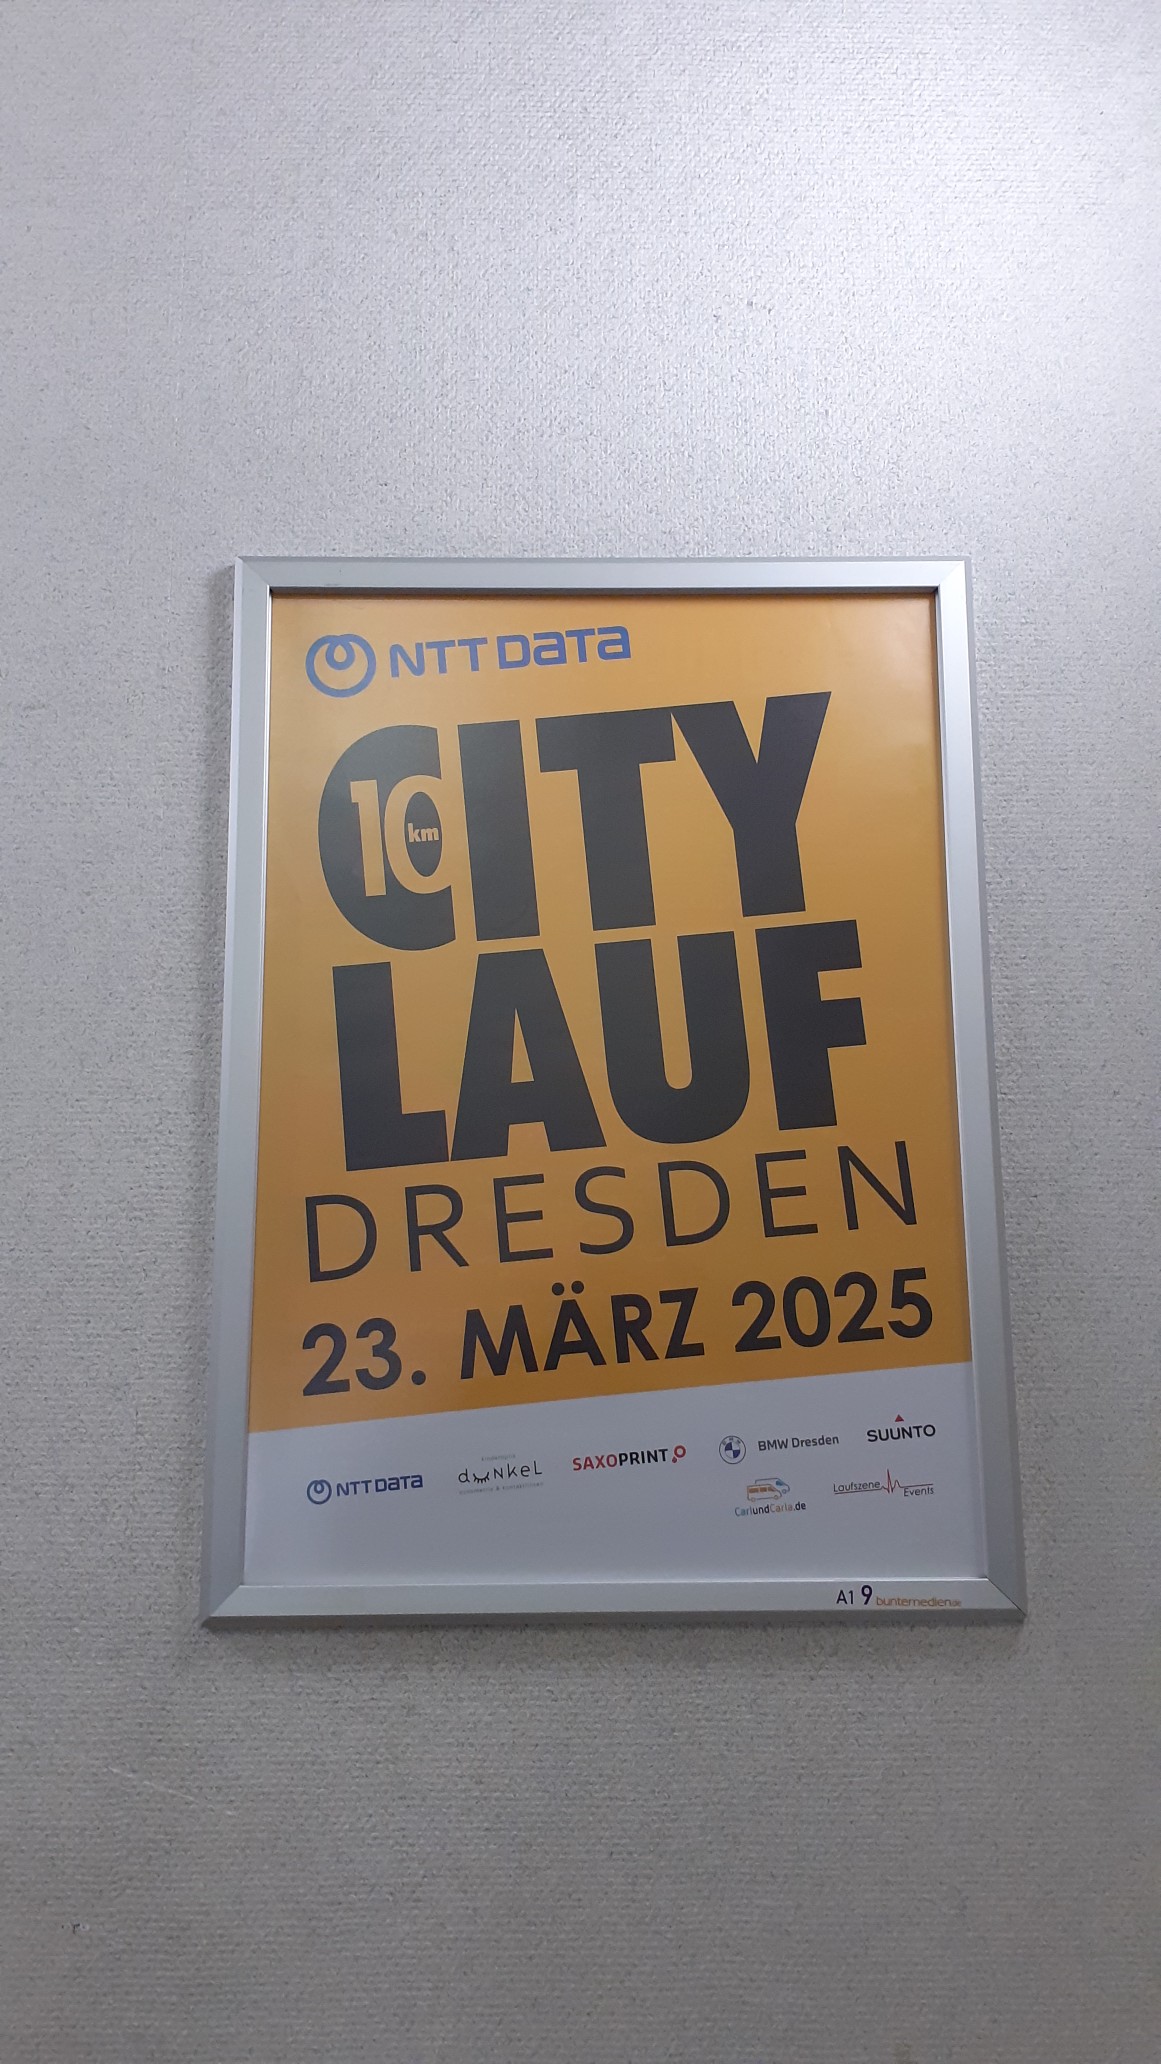 NTT DATA
CITY
10
km
LAUF
DRESDEN
23. MÄRZ 2025
NTT DATA
dunkel
SAXOPRINT
BMW Dresden
SUUNTO
CarlundCarla.de
Laufszene Events
A1 9 buntemedien.de